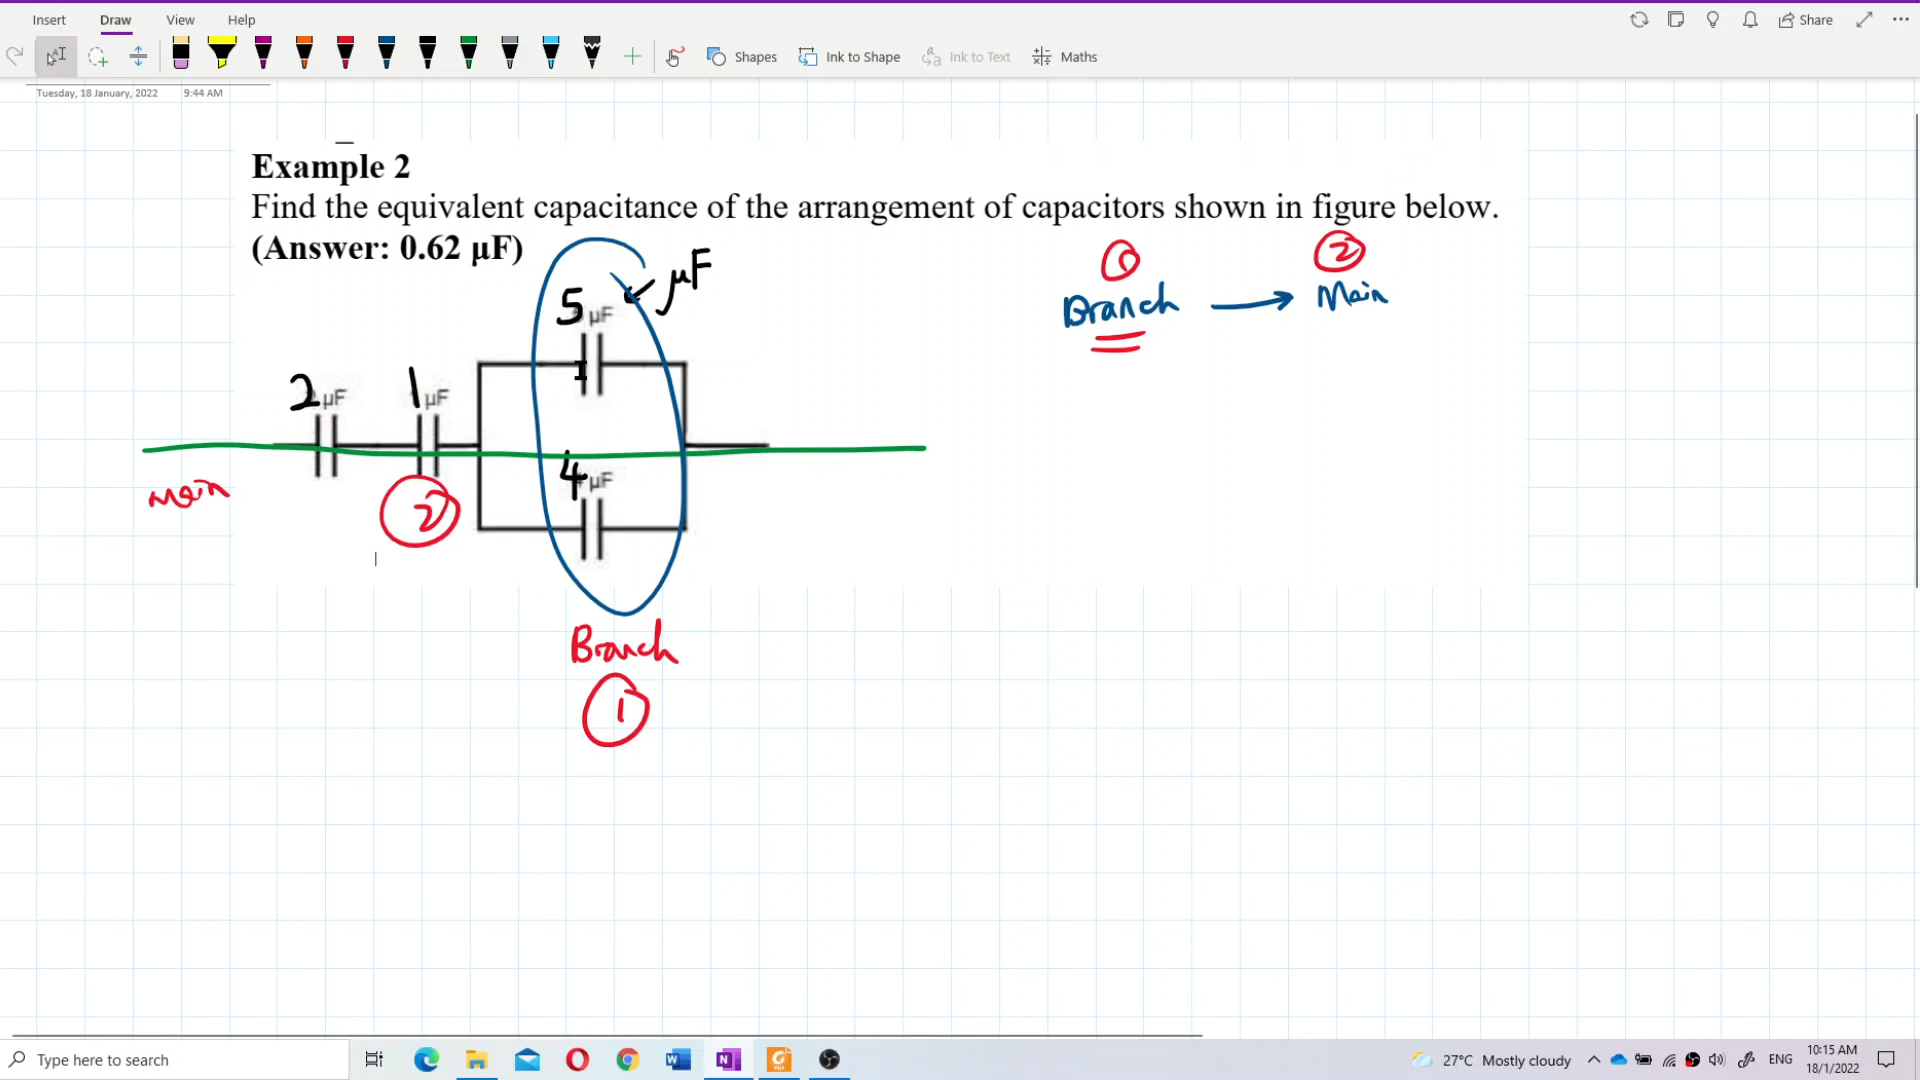 Insert Draw View Help
Share
Shapes Ink to Shape Ink to Text Maths
Tuesday, 18 January, 2022 9:44 AM
Example 2
Find the equivalent capacitance of the arrangement of capacitors shown in figure below.
(Answer: 0.62 μF)
μF
① ②
Branch → Main
5 μF
2 μF 1 μF
4 μF
Main
②
Branch
①
Type here to search
27°C Mostly cloudy
ENG
10:15 AM
18/1/2022